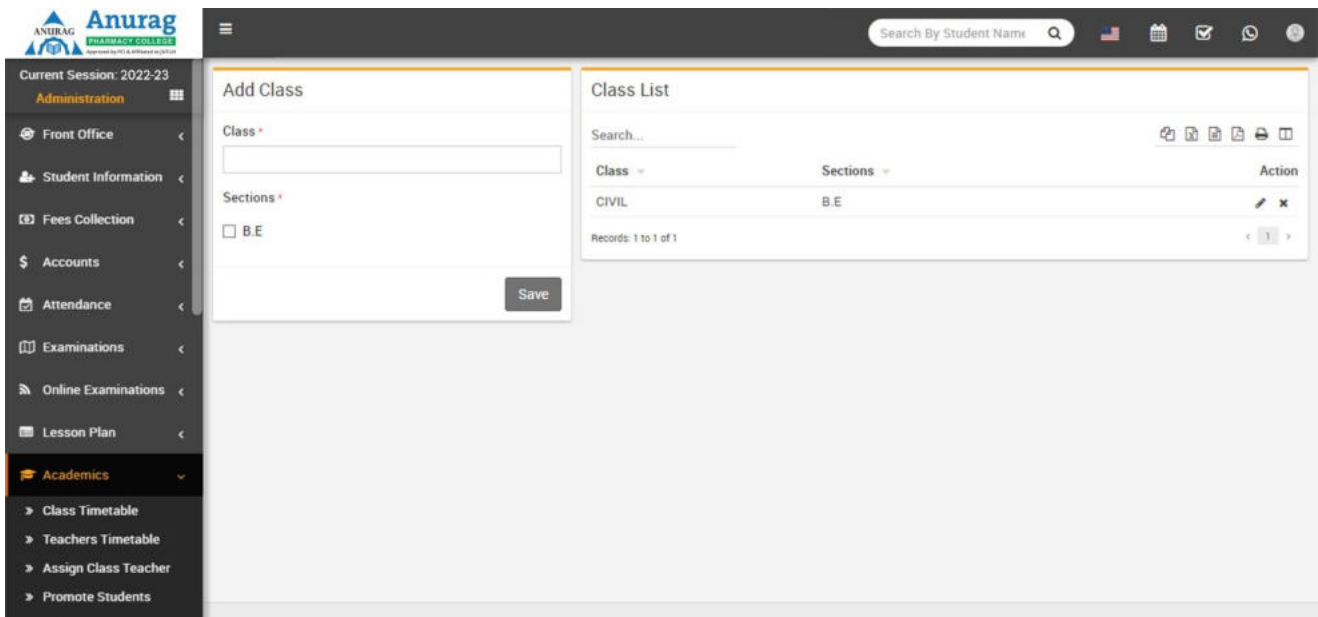 ANURAG
Anurag
PHARMACY COLLEGE
Search By Student Name
Current Session: 2022-23
Administration
Front Office
Student Information
Fees Collection
$ Accounts
Attendance
Examinations
Online Examinations
Lesson Plan
Academics
Class Timetable
Teachers Timetable
Assign Class Teacher
Promote Students
Add Class
Class *
Sections *
B.E
Save
Class List
Search...
Class Sections Action
CIVIL B.E
Records: 1 to 1 of 1
1